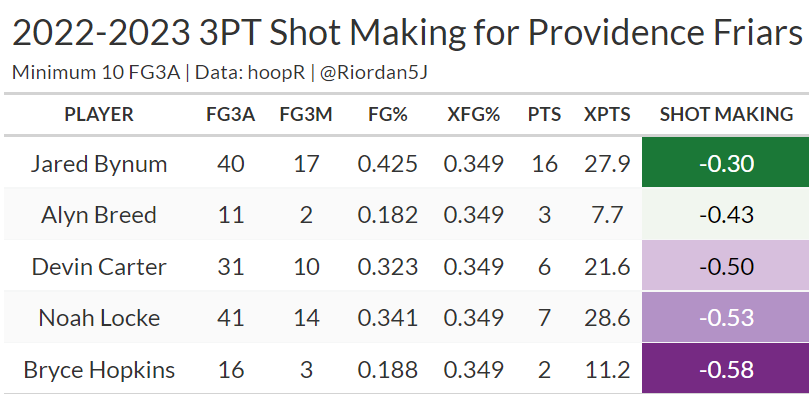 2022-2023 3PT Shot Making for Providence Friars
Minimum 10 FG3A | Data: hoopR | @Riordan5J
PLAYER FG3A FG3M FG% XFG% PTS XPTS SHOT MAKING
Jared Bynum 40 17 0.425 0.349 16 27.9 -0.30
Alyn Breed 11 2 0.182 0.349 3 7.7 -0.43
Devin Carter 31 10 0.323 0.349 6 21.6 -0.50
Noah Locke 41 14 0.341 0.349 7 28.6 -0.53
Bryce Hopkins 16 3 0.188 0.349 2 11.2 -0.58